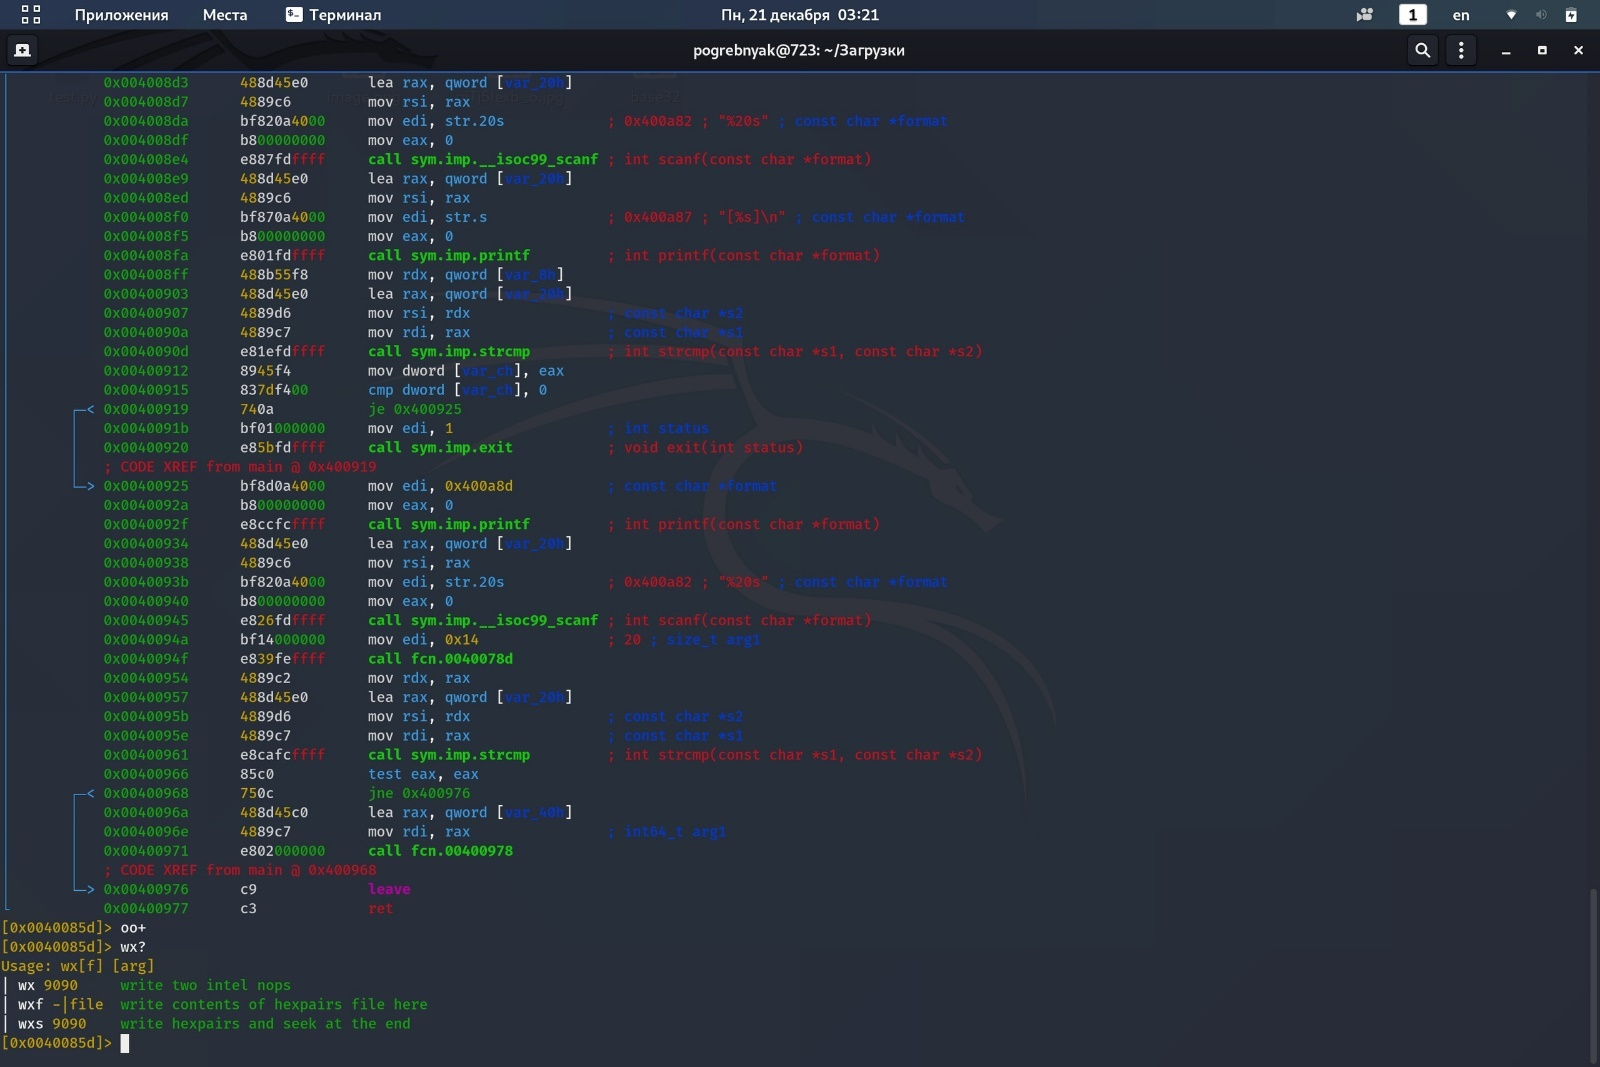 Приложения Места Терминал Пн, 21 декабря 03:21 1 en
pogrebnyak@723: ~/Загрузки
0x004008d3 488d45e0 lea rax, qword [var_20h]
0x004008d7 4889c6 mov rsi, rax
0x004008da bf820a4000 mov edi, str.20s ; 0x400a82 ; "%20s" ; const char *format
0x004008df b800000000 mov eax, 0
0x004008e4 e887fdffff call sym.imp.__isoc99_scanf ; int scanf(const char *format)
0x004008e9 488d45e0 lea rax, qword [var_20h]
0x004008ed 4889c6 mov rsi, rax
0x004008f0 bf870a4000 mov edi, str.s ; 0x400a87 ; "[%s]\n" ; const char *format
0x004008f5 b800000000 mov eax, 0
0x004008fa e801fdffff call sym.imp.printf ; int printf(const char *format)
0x004008ff 488b55f8 mov rdx, qword [var_8h]
0x00400903 488d45e0 lea rax, qword [var_20h]
0x00400907 4889d6 mov rsi, rdx ; const char *s2
0x0040090a 4889c7 mov rdi, rax ; const char *s1
0x0040090d e81efdffff call sym.imp.strcmp ; int strcmp(const char *s1, const char *s2)
0x00400912 8945f4 mov dword [var_ch], eax
0x00400915 837df400 cmp dword [var_ch], 0
< 0x00400919 740a je 0x400925
0x0040091b bf01000000 mov edi, 1 ; int status
0x00400920 e85bfdffff call sym.imp.exit ; void exit(int status)
; CODE XREF from main @ 0x400919
> 0x00400925 bf8d0a4000 mov edi, 0x400a8d ; const char *format
0x0040092a b800000000 mov eax, 0
0x0040092f e8ccfcffff call sym.imp.printf ; int printf(const char *format)
0x00400934 488d45e0 lea rax, qword [var_20h]
0x00400938 4889c6 mov rsi, rax
0x0040093b bf820a4000 mov edi, str.20s ; 0x400a82 ; "%20s" ; const char *format
0x00400940 b800000000 mov eax, 0
0x00400945 e826fdffff call sym.imp.__isoc99_scanf ; int scanf(const char *format)
0x0040094a bf14000000 mov edi, 0x14 ; 20 ; size_t arg1
0x0040094f e839feffff call fcn.0040078d
0x00400954 4889c2 mov rdx, rax
0x00400957 488d45e0 lea rax, qword [var_20h]
0x0040095b 4889d6 mov rsi, rdx ; const char *s2
0x0040095e 4889c7 mov rdi, rax ; const char *s1
0x00400961 e8cafcffff call sym.imp.strcmp ; int strcmp(const char *s1, const char *s2)
0x00400966 85c0 test eax, eax
< 0x00400968 750c jne 0x400976
0x0040096a 488d45c0 lea rax, qword [var_40h]
0x0040096e 4889c7 mov rdi, rax ; int64_t arg1
0x00400971 e802000000 call fcn.00400978
; CODE XREF from main @ 0x400968
> 0x00400976 c9 leave
0x00400977 c3 ret
[0x0040085d]> oo+
[0x0040085d]> wx?
Usage: wx[f] [arg]
| wx 9090 write two intel nops
| wxf -|file write contents of hexpairs file here
| wxs 9090 write hexpairs and seek at the end
[0x0040085d]>